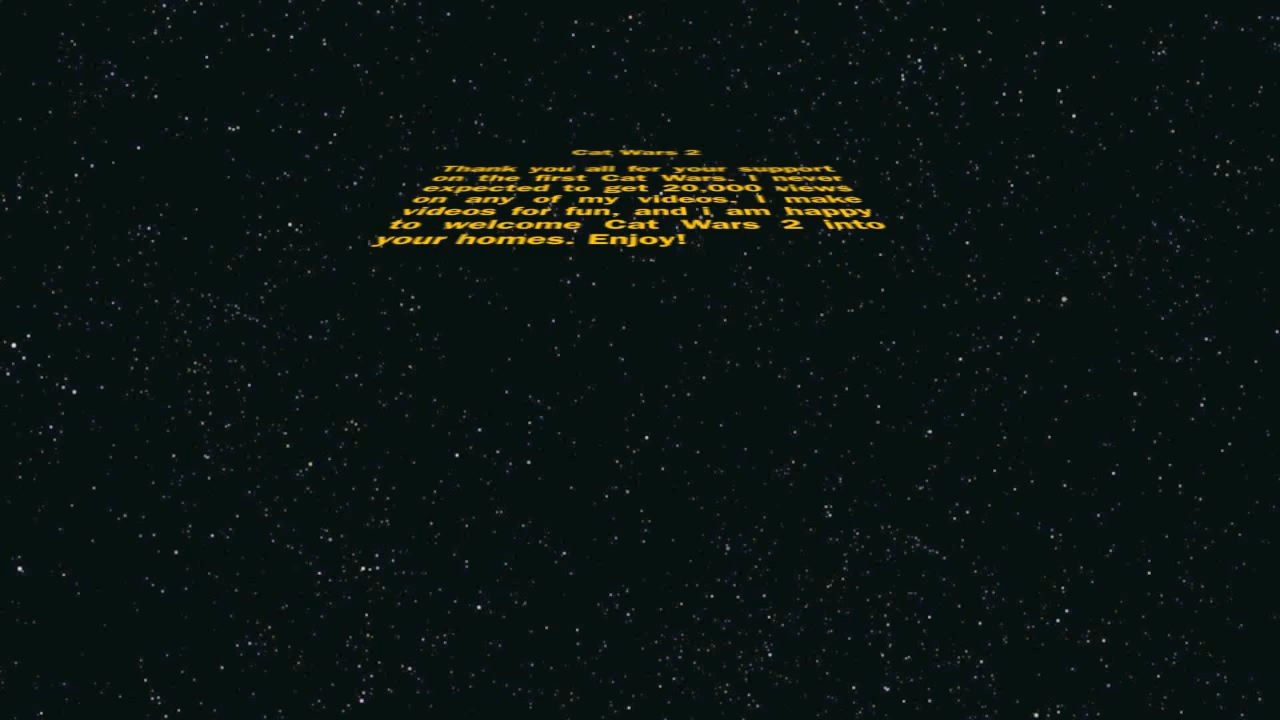 Cat Wars 2
Thank you all for your support
on the first Cat Wars. I never
expected to get 20,000 views
on any of my videos. I make
videos for fun, and I am happy
to welcome Cat Wars 2 into
your homes. Enjoy!